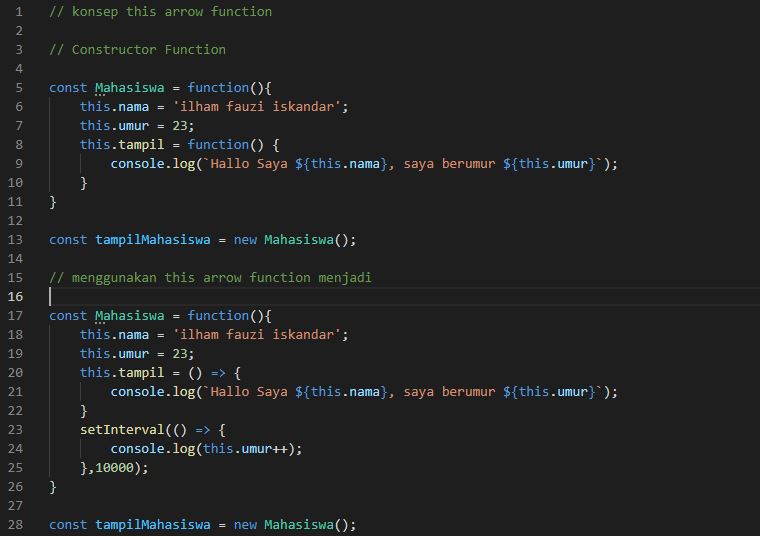 1 // konsep this arrow function
2
3 // Constructor Function
4
5 const Mahasiswa = function(){
6     this.nama = 'ilham fauzi iskandar';
7     this.umur = 23;
8     this.tampil = function() {
9         console.log(`Hallo Saya ${this.nama}, saya berumur ${this.umur}`);
10     }
11 }
12
13 const tampilMahasiswa = new Mahasiswa();
14
15 // menggunakan this arrow function menjadi
16
17 const Mahasiswa = function(){
18     this.nama = 'ilham fauzi iskandar';
19     this.umur = 23;
20     this.tampil = () => {
21         console.log(`Hallo Saya ${this.nama}, saya berumur ${this.umur}`);
22     }
23     setInterval(() => {
24         console.log(this.umur++);
25     },10000);
26 }
27
28 const tampilMahasiswa = new Mahasiswa();